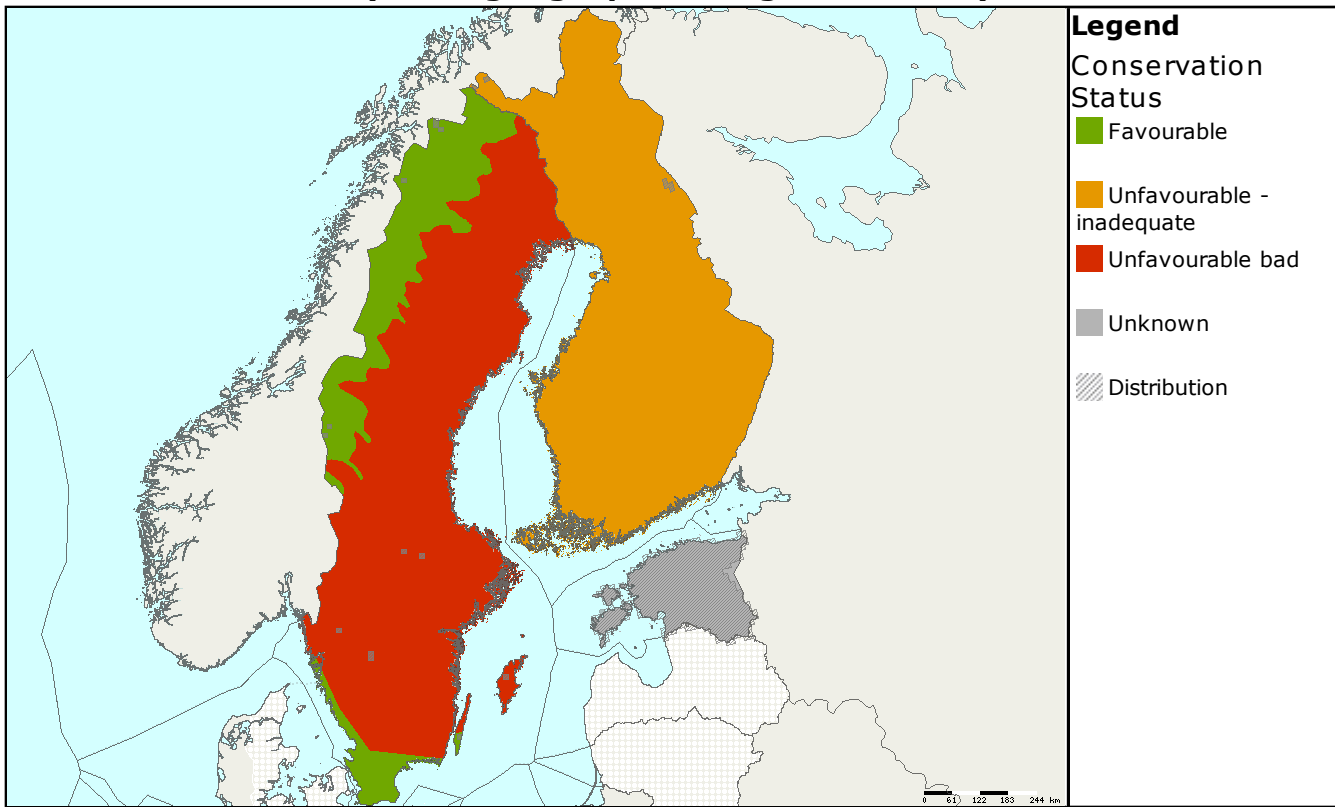 Legend
Conservation
Status
Favourable
Unfavourable -
inadequate
Unfavourable bad
Unknown
Distribution
0 61 122 183 244 km